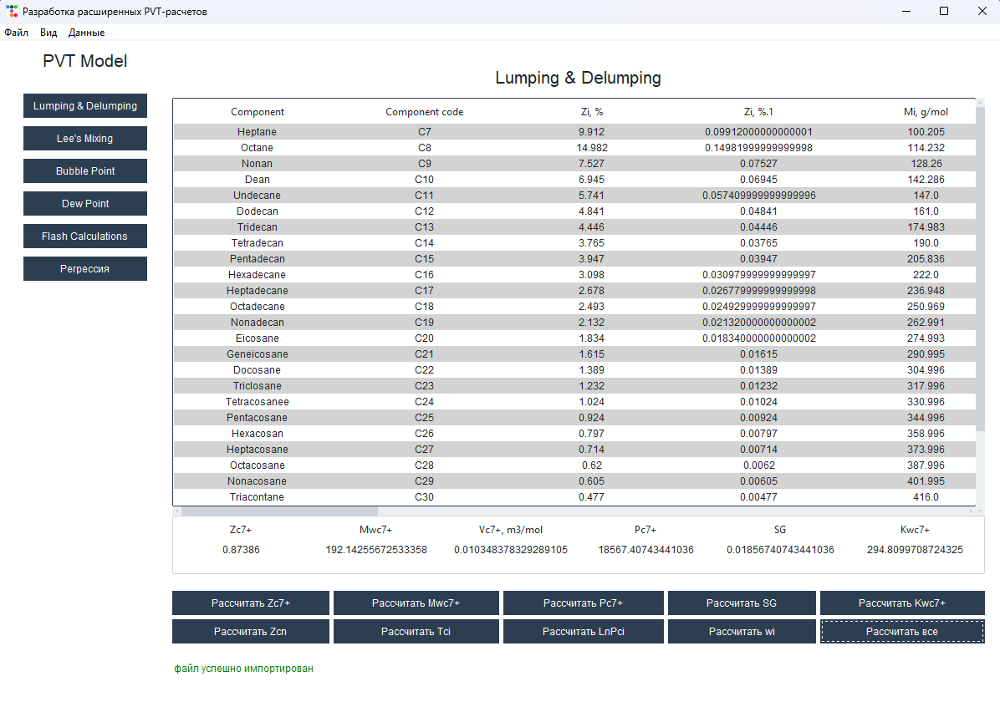 Разработка расширенных PVT-расчетов
Файл Вид Данные
PVT Model
Lumping & Delumping
Lee's Mixing
Bubble Point
Dew Point
Flash Calculations
Регрессия
Lumping & Delumping
Component Component code Zi, % Zi, %.1 Mi, g/mol
Heptane C7 9.912 0.09912000000000001 100.205
Octane C8 14.982 0.14981999999999998 114.232
Nonan C9 7.527 0.07527 128.26
Dean C10 6.945 0.06945 142.286
Undecane C11 5.741 0.057409999999999996 147.0
Dodecan C12 4.841 0.04841 161.0
Tridecan C13 4.446 0.04446 174.983
Tetradecan C14 3.765 0.03765 190.0
Pentadecan C15 3.947 0.03947 205.836
Hexadecane C16 3.098 0.030979999999999997 222.0
Heptadecane C17 2.678 0.026779999999999998 236.948
Octadecane C18 2.493 0.024929999999999997 250.969
Nonadecan C19 2.132 0.021320000000000002 262.991
Eicosane C20 1.834 0.018340000000000002 274.993
Geneicosane C21 1.615 0.01615 290.995
Docosane C22 1.389 0.01389 304.996
Triclosane C23 1.232 0.01232 317.996
Tetracosanee C24 1.024 0.01024 330.996
Pentacosane C25 0.924 0.00924 344.996
Hexacosan C26 0.797 0.00797 358.996
Heptacosane C27 0.714 0.00714 373.996
Octacosane C28 0.62 0.0062 387.996
Nonacosane C29 0.605 0.00605 401.995
Triacontane C30 0.477 0.00477 416.0
Zc7+ Mwc7+ Vc7+, m3/mol Pc7+ SG Kwc7+
0.87386 192.14255672533358 0.010348378329289105 18567.40743441036 0.01856740743441036 294.8099708724325
Рассчитать Zc7+ Рассчитать Mwc7+ Рассчитать Pc7+ Рассчитать SG Рассчитать Kwc7+
Рассчитать Zcn Рассчитать Tci Рассчитать LnPci Рассчитать wi Рассчитать все
файл успешно импортирован